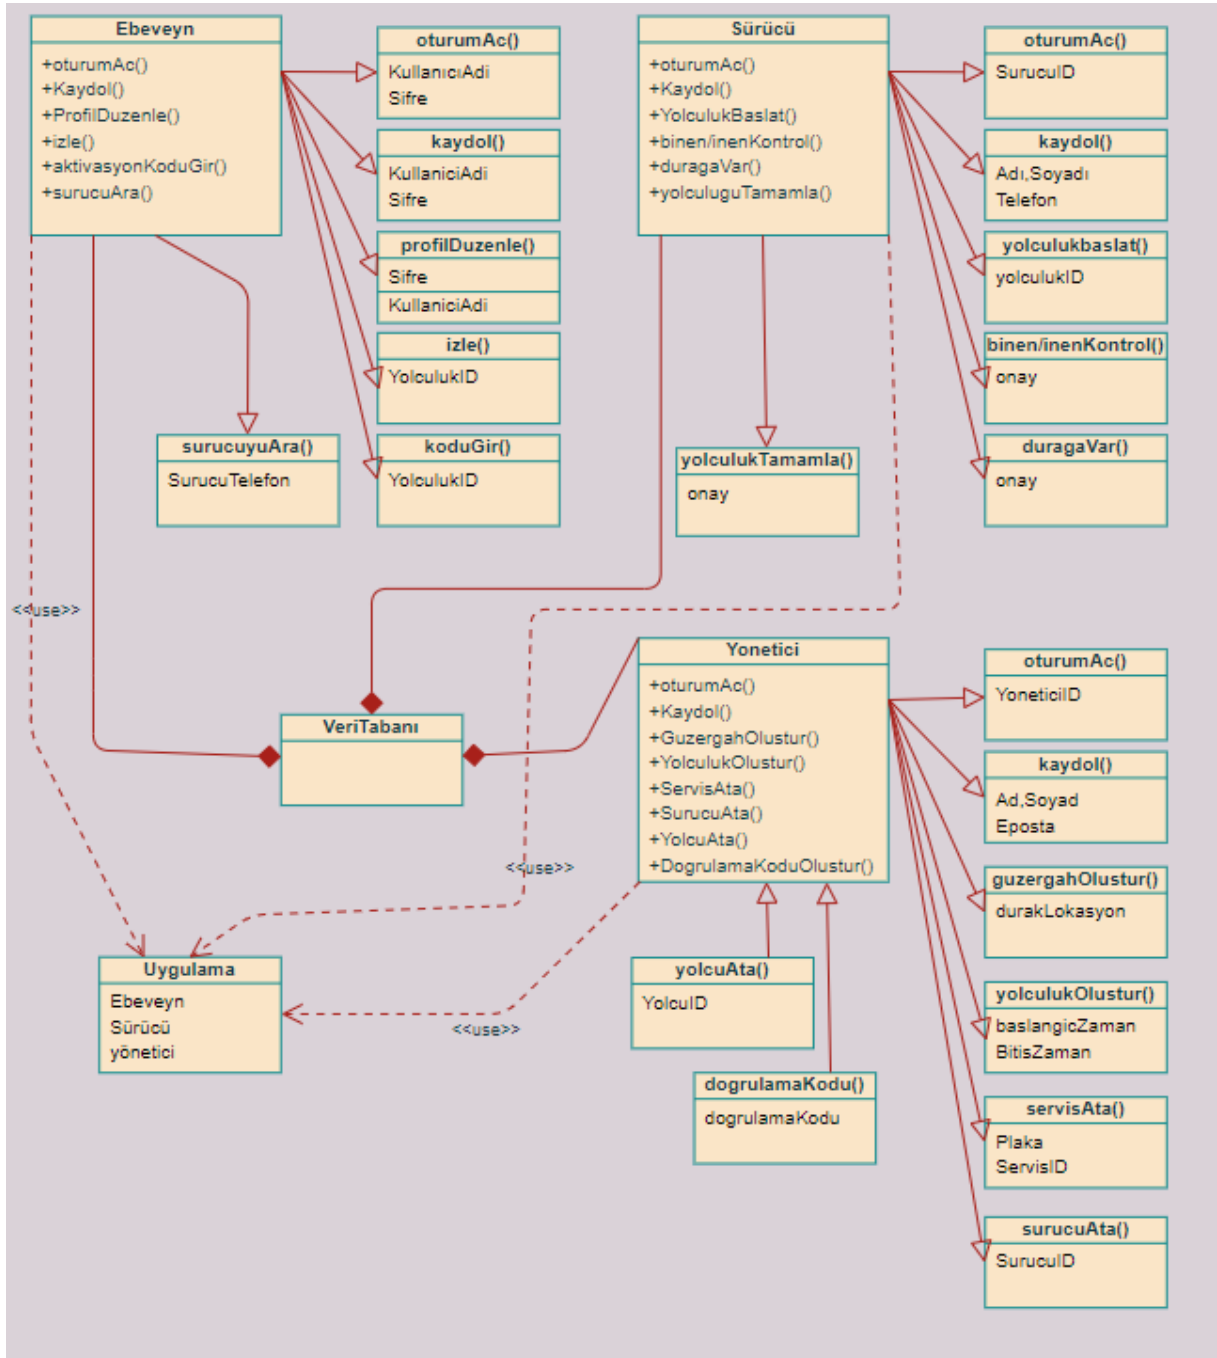 Ebeveyn
+oturumAc()
+Kaydol()
+ProfilDuzenle()
+izle()
+aktivasyonKoduGir()
+surucuAra()
oturumAc()
KullanıcıAdi
Sifre
kaydol()
KullaniciAdi
Sifre
profilDuzenle()
Sifre
KullaniciAdi
izle()
YolculukID
koduGir()
YolculukID
surucuyuAra()
SurucuTelefon
Sürücü
+oturumAc()
+Kaydol()
+YolculukBaslat()
+binen/inenKontrol()
+duragaVar()
+yolculuguTamamla()
oturumAc()
SurucuID
kaydol()
Adı,Soyadı
Telefon
yolculukbaslat()
yolculukID
binen/inenKontrol()
onay
duragaVar()
onay
yolculukTamamla()
onay
<<use>>
VeriTabanı
Yonetici
+oturumAc()
+Kaydol()
+GuzergahOlustur()
+YolculukOlustur()
+ServisAta()
+SurucuAta()
+YolcuAta()
+DogrulamaKoduOlustur()
oturumAc()
YoneticiID
kaydol()
Ad,Soyad
Eposta
guzergahOlustur()
durakLokasyon
yolculukOlustur()
baslangicZaman
BitisZaman
servisAta()
Plaka
ServisID
surucuAta()
SurucuID
<<use>>
Uygulama
Ebeveyn
Sürücü
yönetici
<<use>>
yolcuAta()
YolcuID
dogrulamaKodu()
dogrulamaKodu